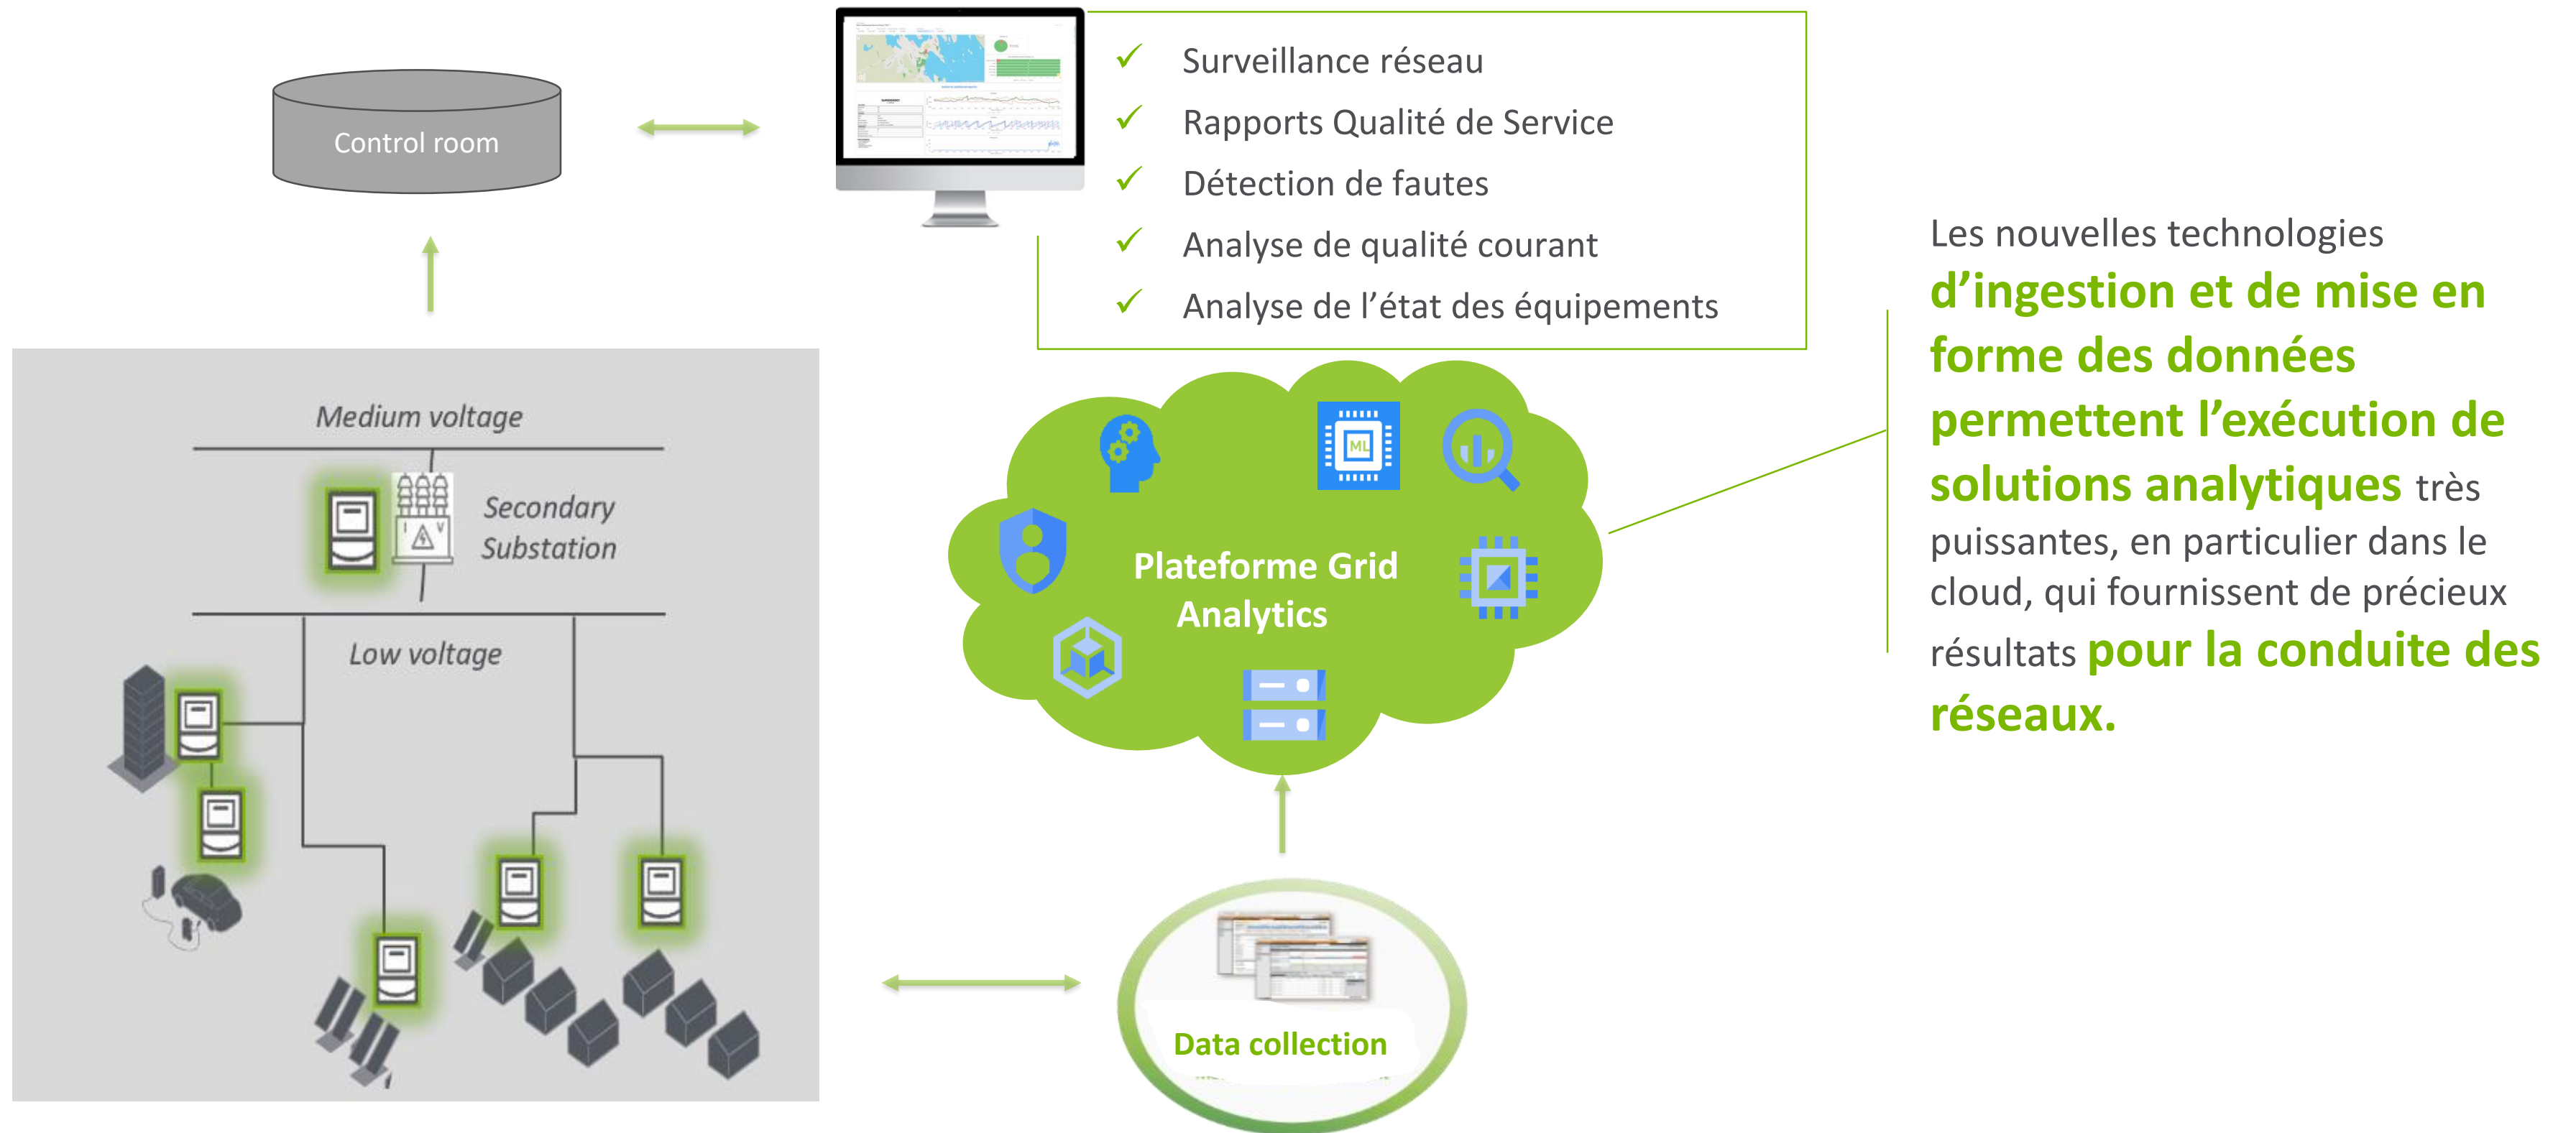 Control room
Surveillance réseau
Rapports Qualité de Service
Détection de fautes
Analyse de qualité courant
Analyse de l’état des équipements
Medium voltage
Secondary
Substation
I V
Low voltage
ML
Plateforme Grid
Analytics
Data collection
Les nouvelles technologies
d’ingestion et de mise en
forme des données
permettent l’exécution de
solutions analytiques très
puissantes, en particulier dans le
cloud, qui fournissent de précieux
résultats pour la conduite des
réseaux.